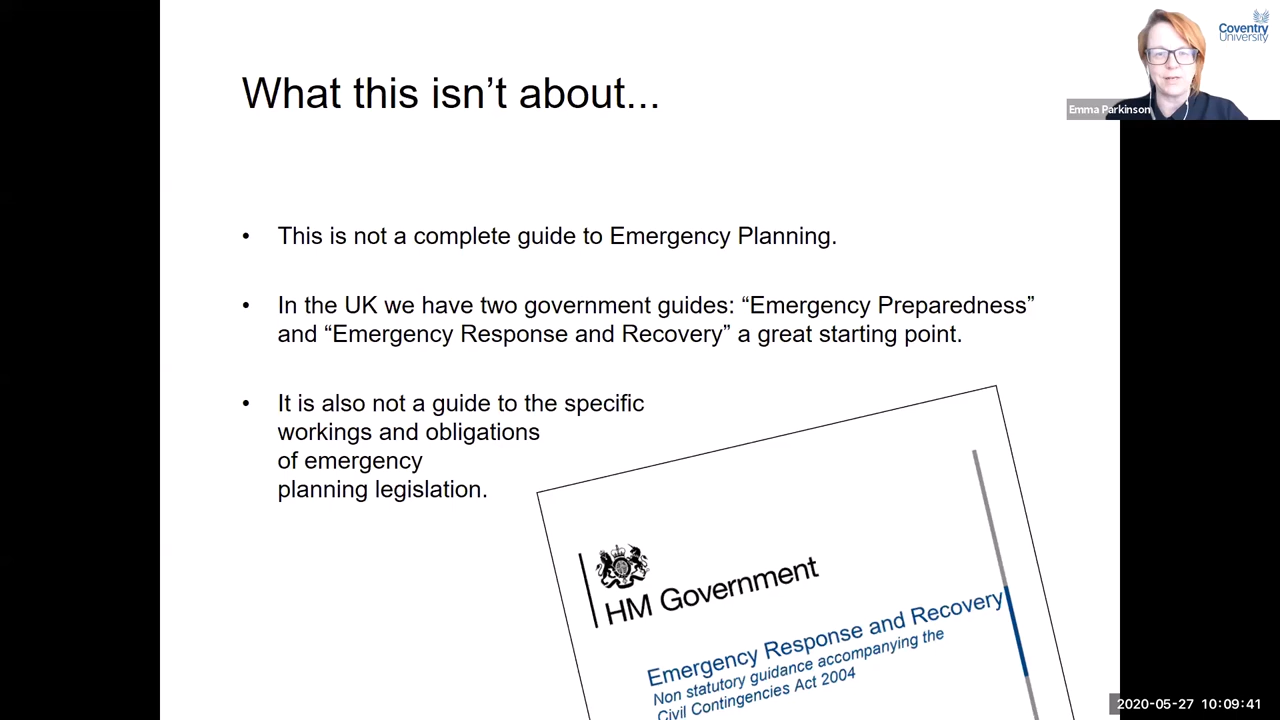 Coventry
University
Emma Parkinson
What this isn’t about...
• This is not a complete guide to Emergency Planning.
• In the UK we have two government guides: “Emergency Preparedness”
and “Emergency Response and Recovery” a great starting point.
• It is also not a guide to the specific
workings and obligations
of emergency
planning legislation.
HM Government
Emergency Response and Recovery
Non statutory guidance accompanying the
Civil Contingencies Act 2004
2020-05-27 10:09:41